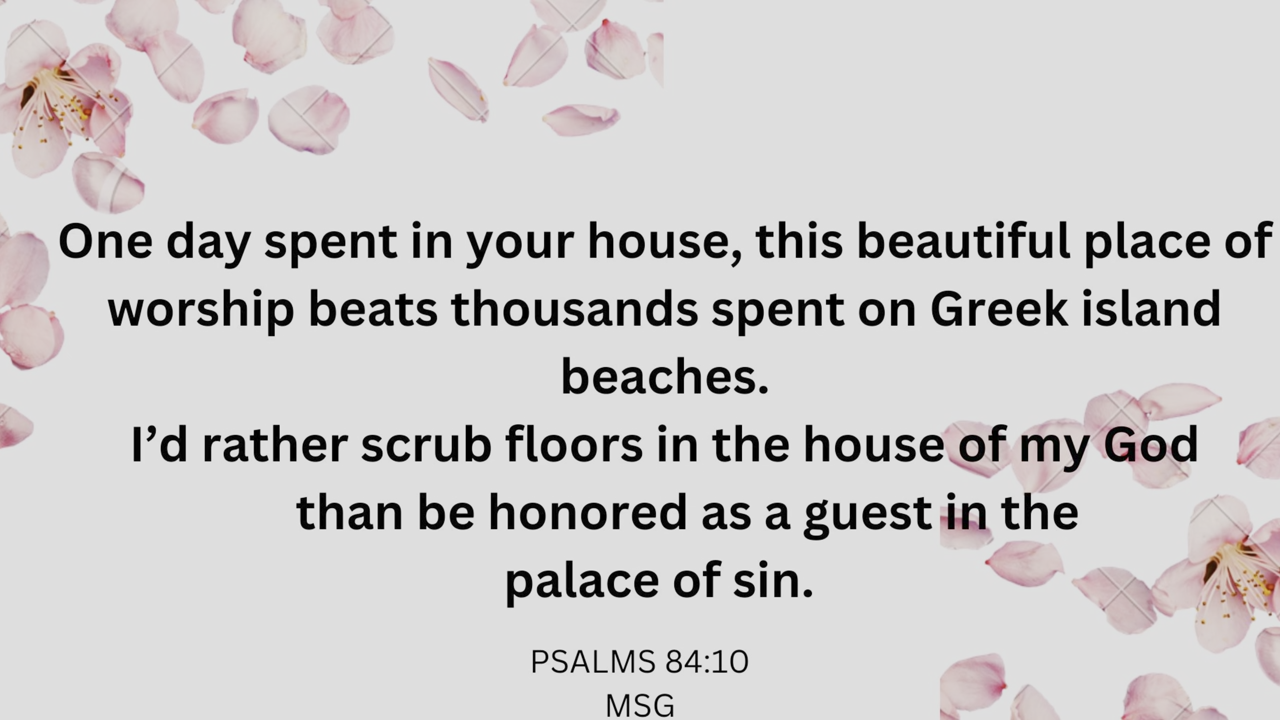 One day spent in your house, this beautiful place of
worship beats thousands spent on Greek island
beaches.
I’d rather scrub floors in the house of my God
than be honored as a guest in the
palace of sin.
PSALMS 84:10
MSG